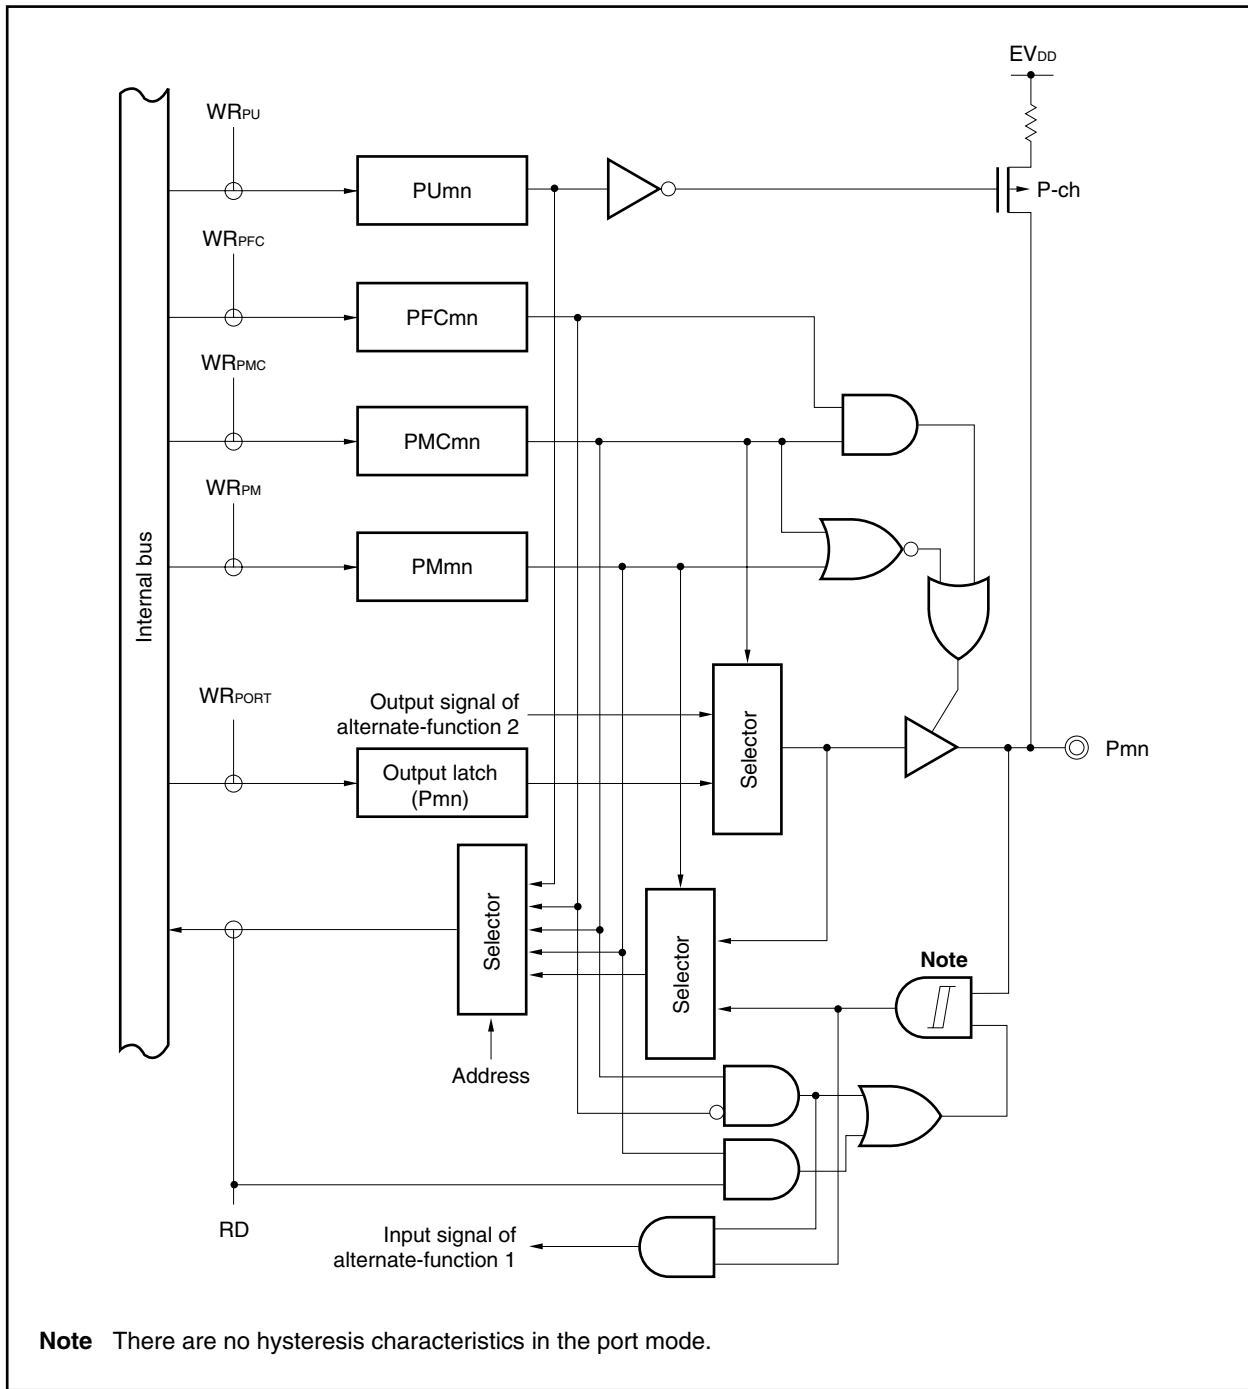 EVDD
WRPU
PUmn
P-ch
WRPFC
PFCmn
WRPMC
PMCmn
WRPM
PMmn
Internal bus
WRPORT
Output signal of
alternate-function 2
Selector
Pmn
Output latch
(Pmn)
Selector
Selector
Note
Address
RD
Input signal of
alternate-function 1
Note There are no hysteresis characteristics in the port mode.